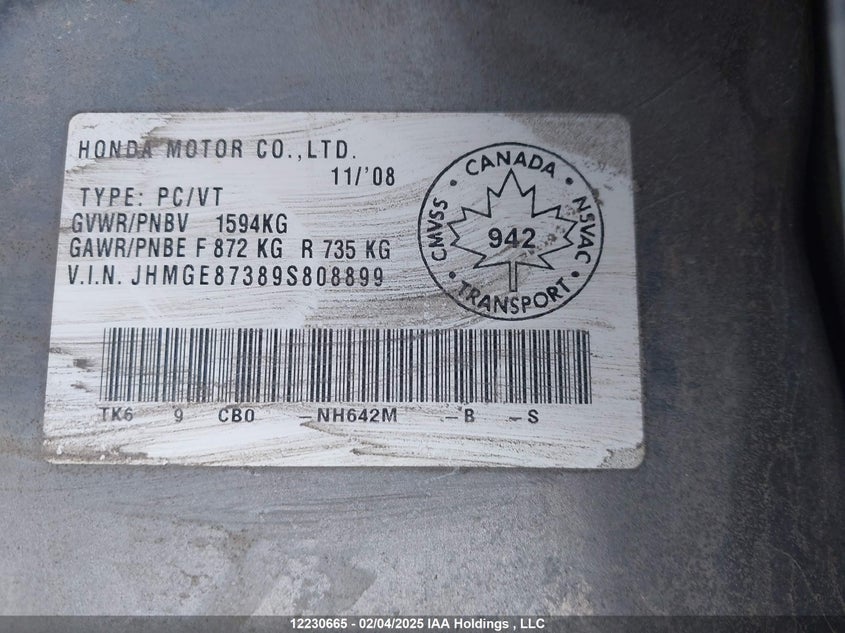 HONDA MOTOR CO.,LTD.
11/'08
TYPE: PC/VT
GVWR/PNBV 1594KG
GAWR/PNBE F 872 KG R 735 KG
V.I.N. JHMGE87389S808899
CANADA
CMVSS
NSVAC
942
TRANSPORT
TK6 9 CB0 -NH642M -B -S
12230665 - 02/04/2025 IAA Holdings , LLC